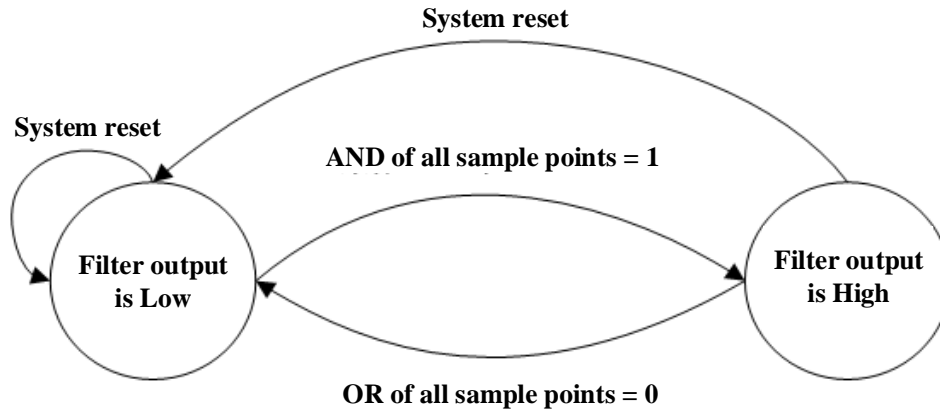 System reset
System reset
AND of all sample points = 1
Filter output
is Low
Filter output
is High
OR of all sample points = 0